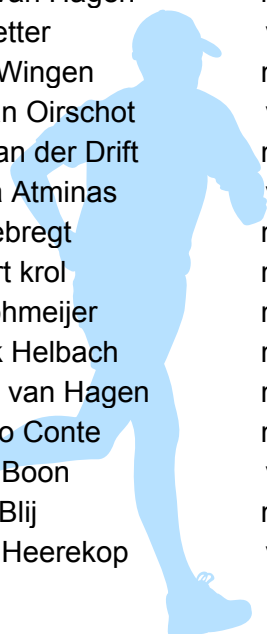 van Hagen
etter
Wingen
n Oirschot
an der Drift
Atminas
ebregt
rt krol
ohmeijer
k Helbach
van Hagen
o Conte
Boon
Blij
Heerekop